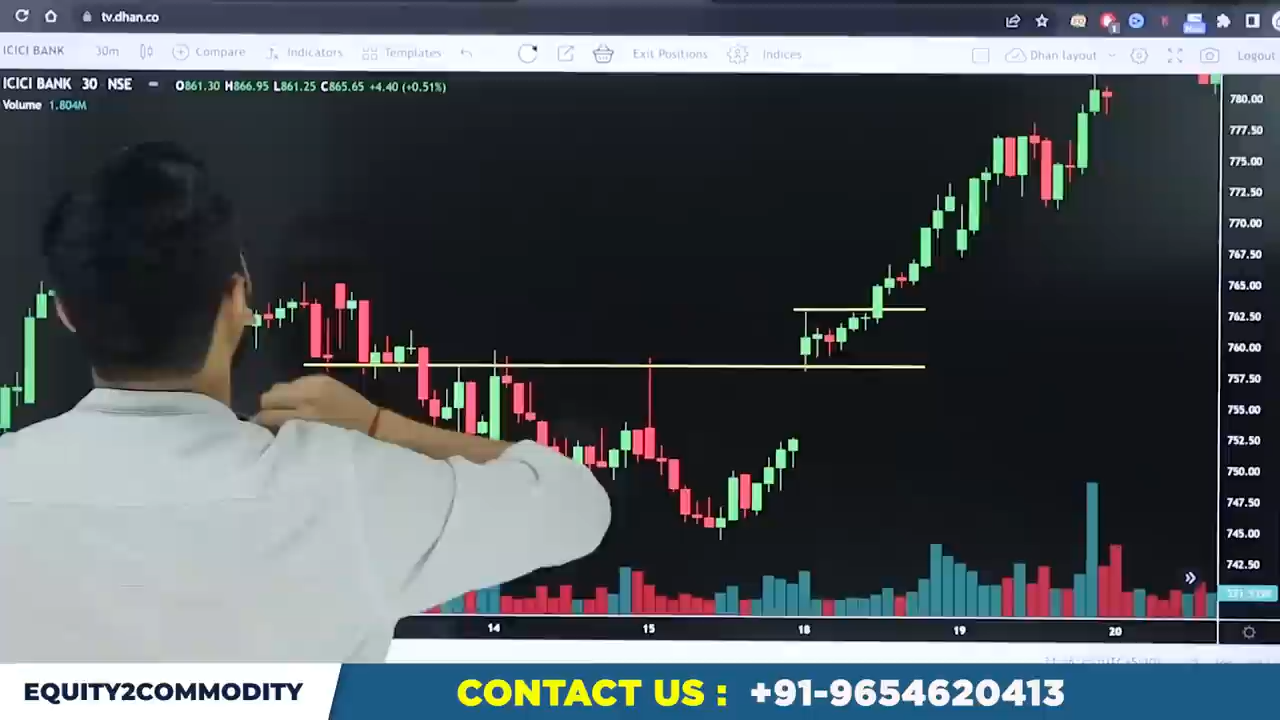 tv.dhan.co
ICICI BANK 30m Compare Indicators Templates Exit Positions Indices Dhan layout Logout
ICICI BANK 30 NSE O861.30 H866.95 L861.25 C865.65 +4.40 (+0.51%)
Volume 1.804M
780.00
777.50
775.00
772.50
770.00
767.50
765.00
762.50
760.00
757.50
755.00
752.50
750.00
747.50
745.00
742.50
14 15 18 19 20
EQUITY2COMMODITY
CONTACT US : +91-9654620413